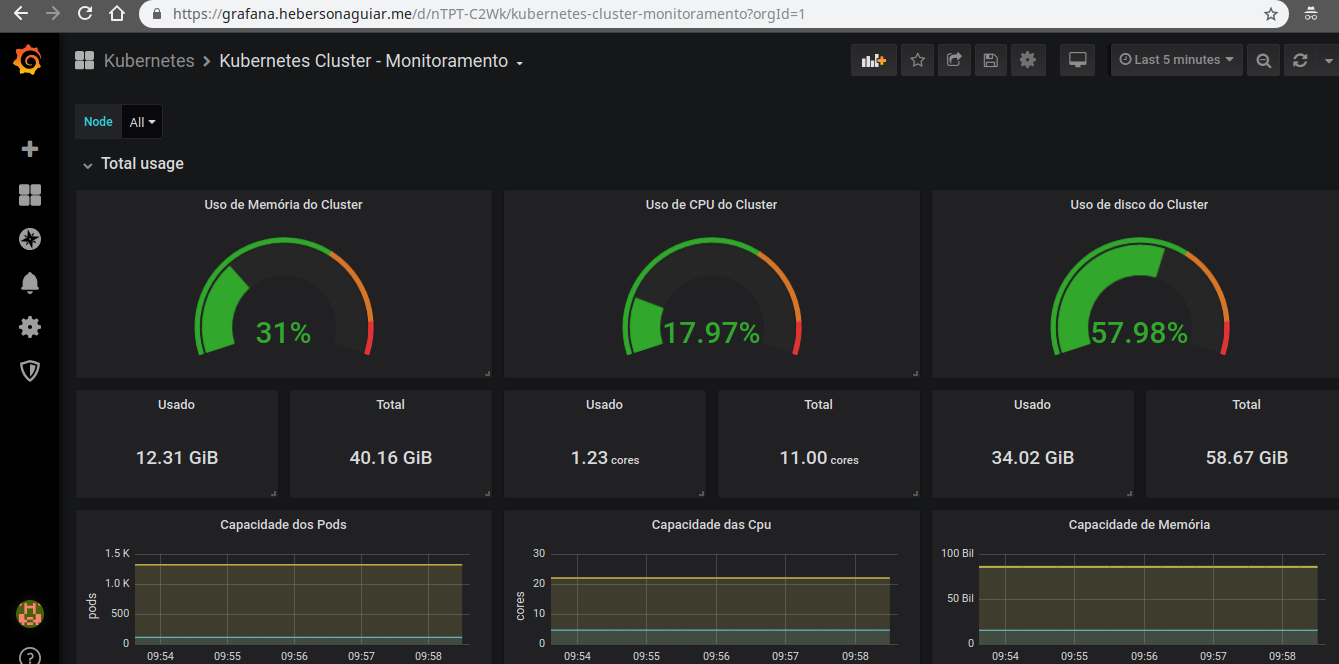 https://grafana.hebersonaguiar.me/d/nTPT-C2Wk/kubernetes-cluster-monitoramento?orgId=1
Kubernetes > Kubernetes Cluster - Monitoramento
Last 5 minutes
Node All
Total usage
Uso de Memória do Cluster
31%
Uso de CPU do Cluster
17.97%
Uso de disco do Cluster
57.98%
Usado
12.31 GiB
Total
40.16 GiB
Usado
1.23 cores
Total
11.00 cores
Usado
34.02 GiB
Total
58.67 GiB
Capacidade dos Pods
pods
1.5 K
1.0 K
500
0
09:54 09:55 09:56 09:57 09:58
Capacidade das Cpu
cores
30
20
10
0
09:54 09:55 09:56 09:57 09:58
Capacidade de Memória
100 Bil
50 Bil
0
09:54 09:55 09:56 09:57 09:58
?